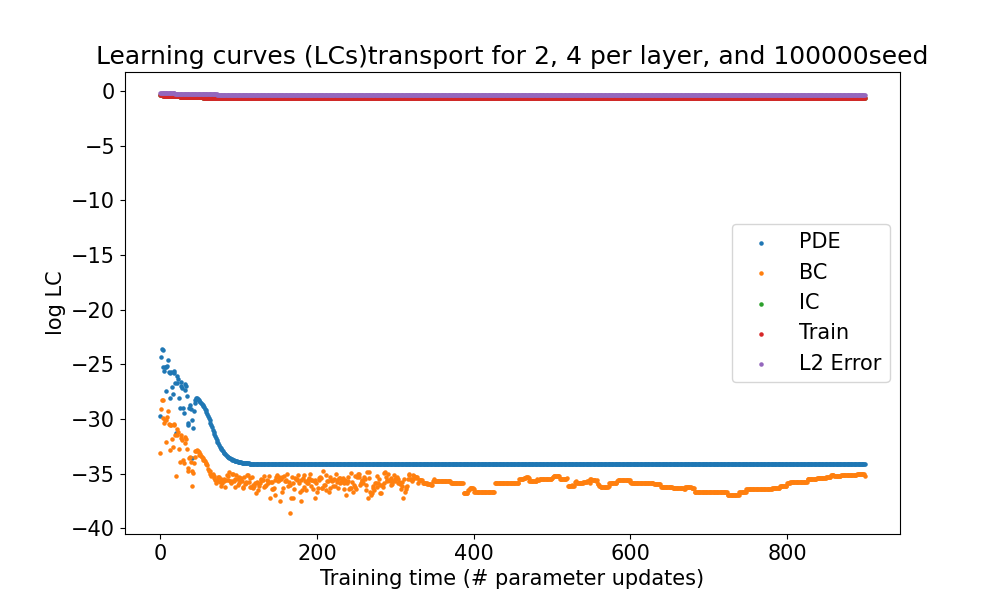 Learning curves (LCs)transport for 2, 4 per layer, and 100000seed
0
−5
−10
−15
−20
−25
−30
−35
−40
log LC
PDE
BC
IC
Train
L2 Error
0 200 400 600 800
Training time (# parameter updates)